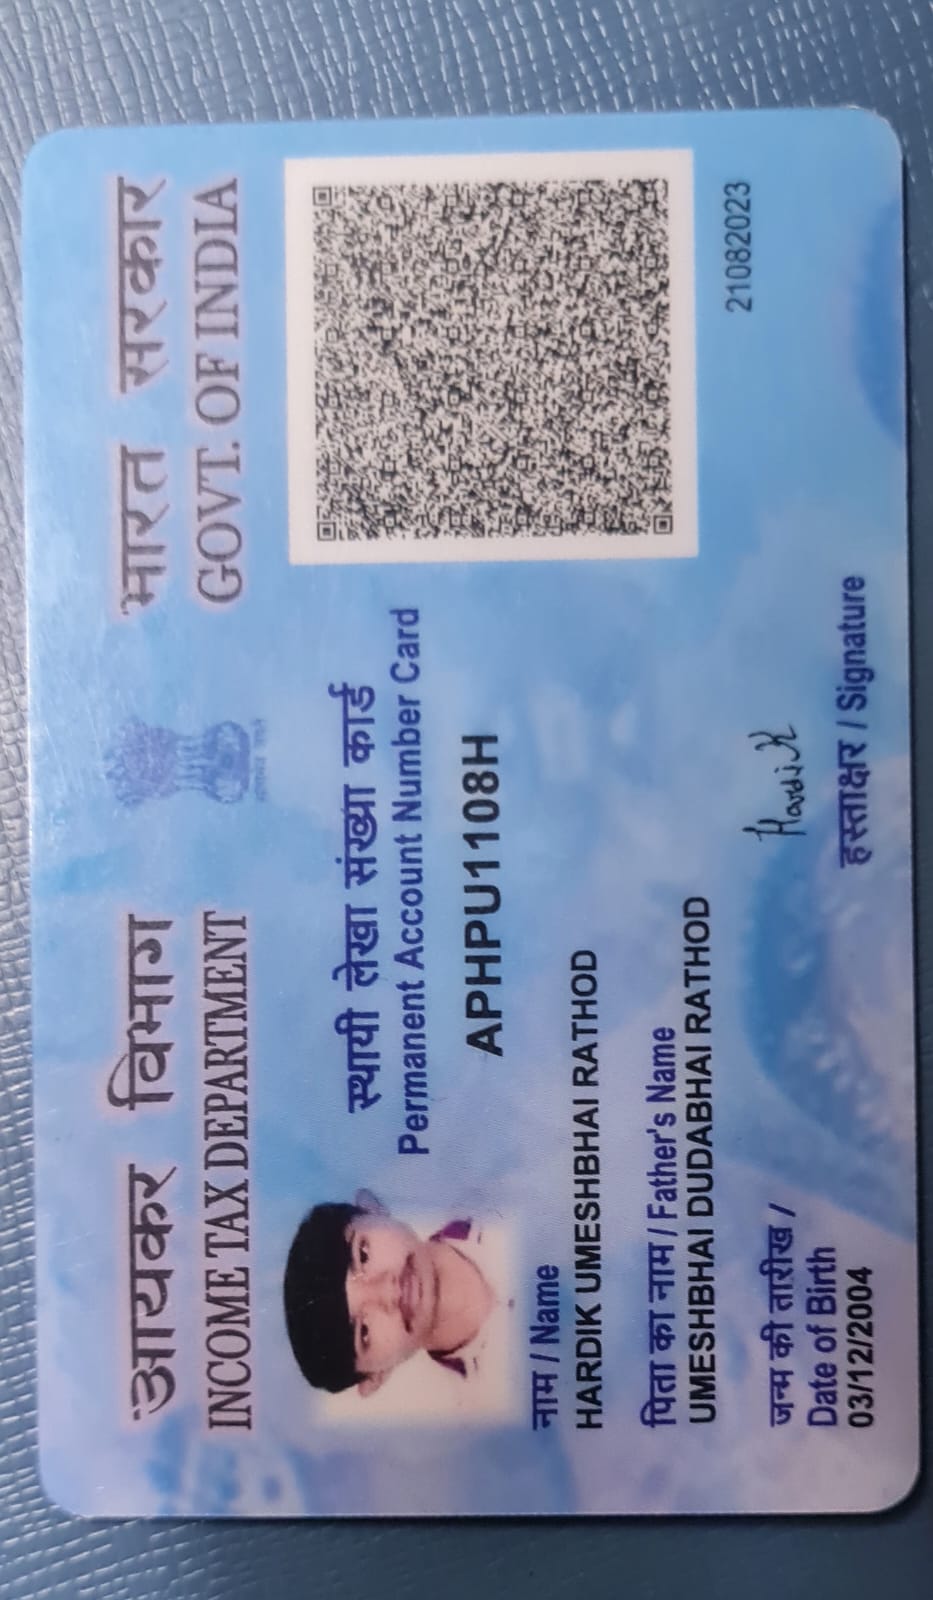 आयकर विभाग
INCOME TAX DEPARTMENT
भारत सरकार
GOVT. OF INDIA
स्थायी लेखा संख्या कार्ड
Permanent Account Number Card
APHPU1108H
नाम / Name
HARDIK UMESHBHAI RATHOD
पिता का नाम / Father's Name
UMESHBHAI DUDABHAI RATHOD
जन्म की तारीख /
Date of Birth
03/12/2004
Hardik
हस्ताक्षर / Signature
21082023